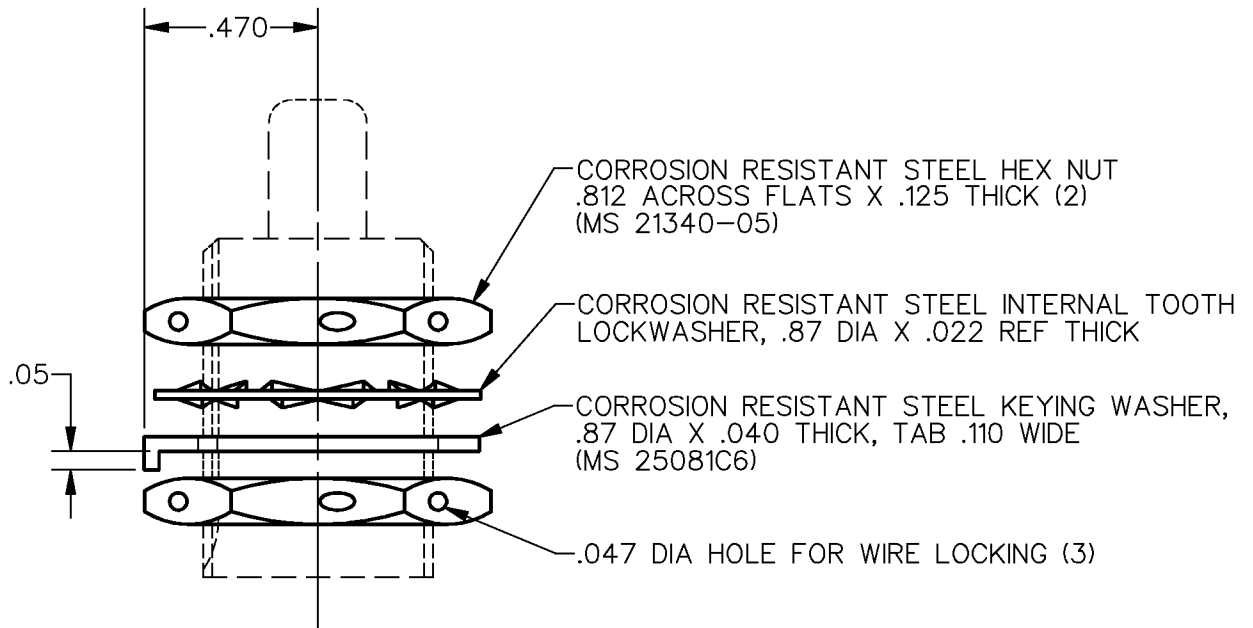 .470
CORROSION RESISTANT STEEL HEX NUT
.812 ACROSS FLATS X .125 THICK (2)
(MS 21340-05)
CORROSION RESISTANT STEEL INTERNAL TOOTH
LOCKWASHER, .87 DIA X .022 REF THICK
.05
CORROSION RESISTANT STEEL KEYING WASHER,
.87 DIA X .040 THICK, TAB .110 WIDE
(MS 25081C6)
.047 DIA HOLE FOR WIRE LOCKING (3)